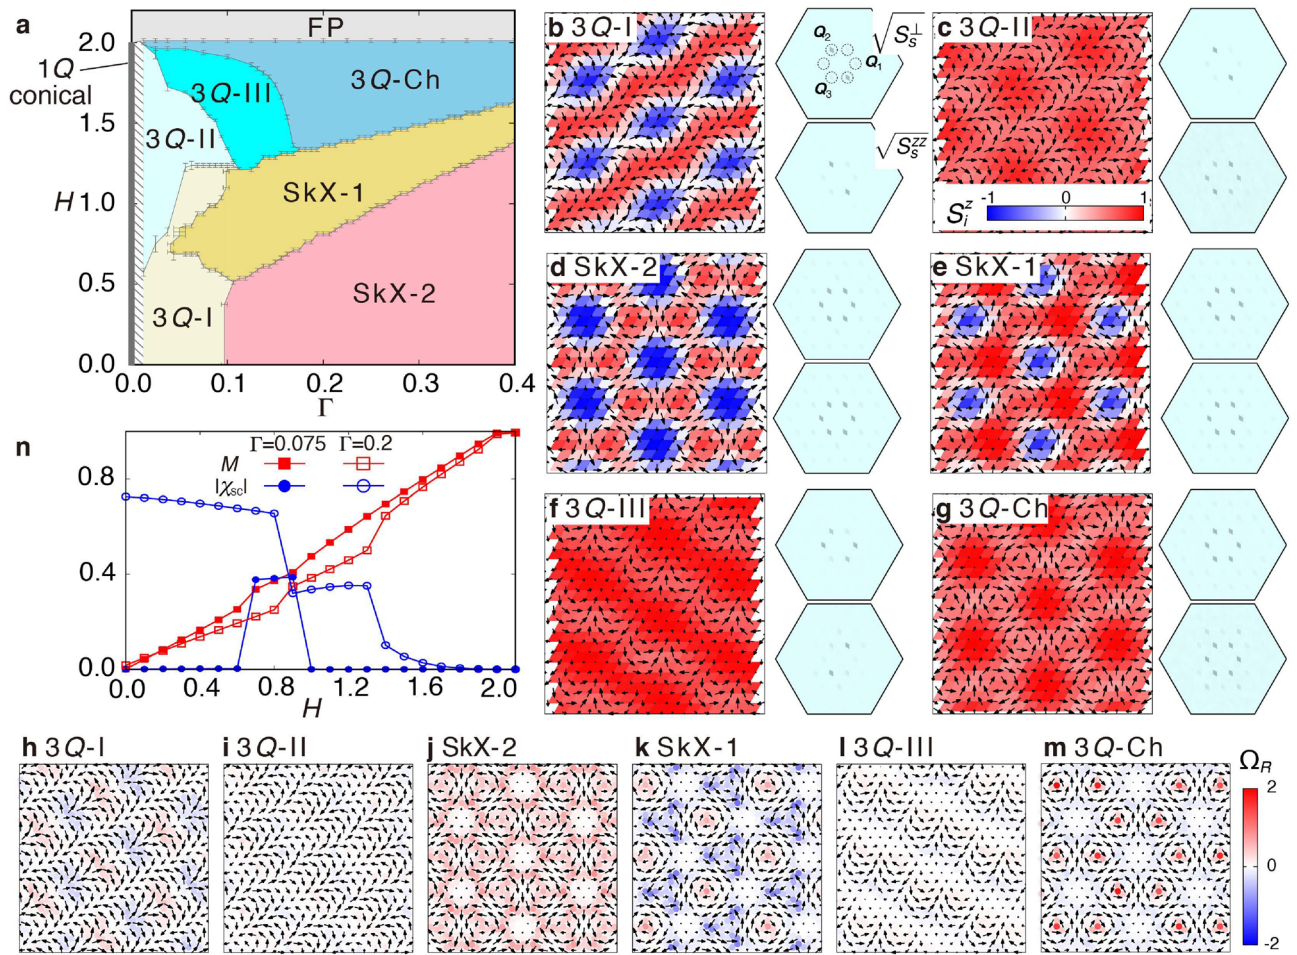 a
FP
2.0
1Q
conical
3Q-III
3Q-Ch
1.5
3Q-II
H
1.0
SkX-1
0.5
SkX-2
3Q-I
0.0
0.0
0.1
0.2
0.3
0.4
Γ
b 3Q-I
Q₂
Q₁
Q₃
√S_s^⊥
√S_s^zz
c 3Q-II
S_i^z
-1
0
1
d SkX-2
e SkX-1
f 3Q-III
g 3Q-Ch
n
Γ=0.075
Γ=0.2
M
|χ_sc|
0.8
0.4
0.0
0.0
0.4
0.8
1.2
1.6
2.0
H
h 3Q-I
i 3Q-II
j SkX-2
k SkX-1
l 3Q-III
m 3Q-Ch
Ω_R
2
0
-2